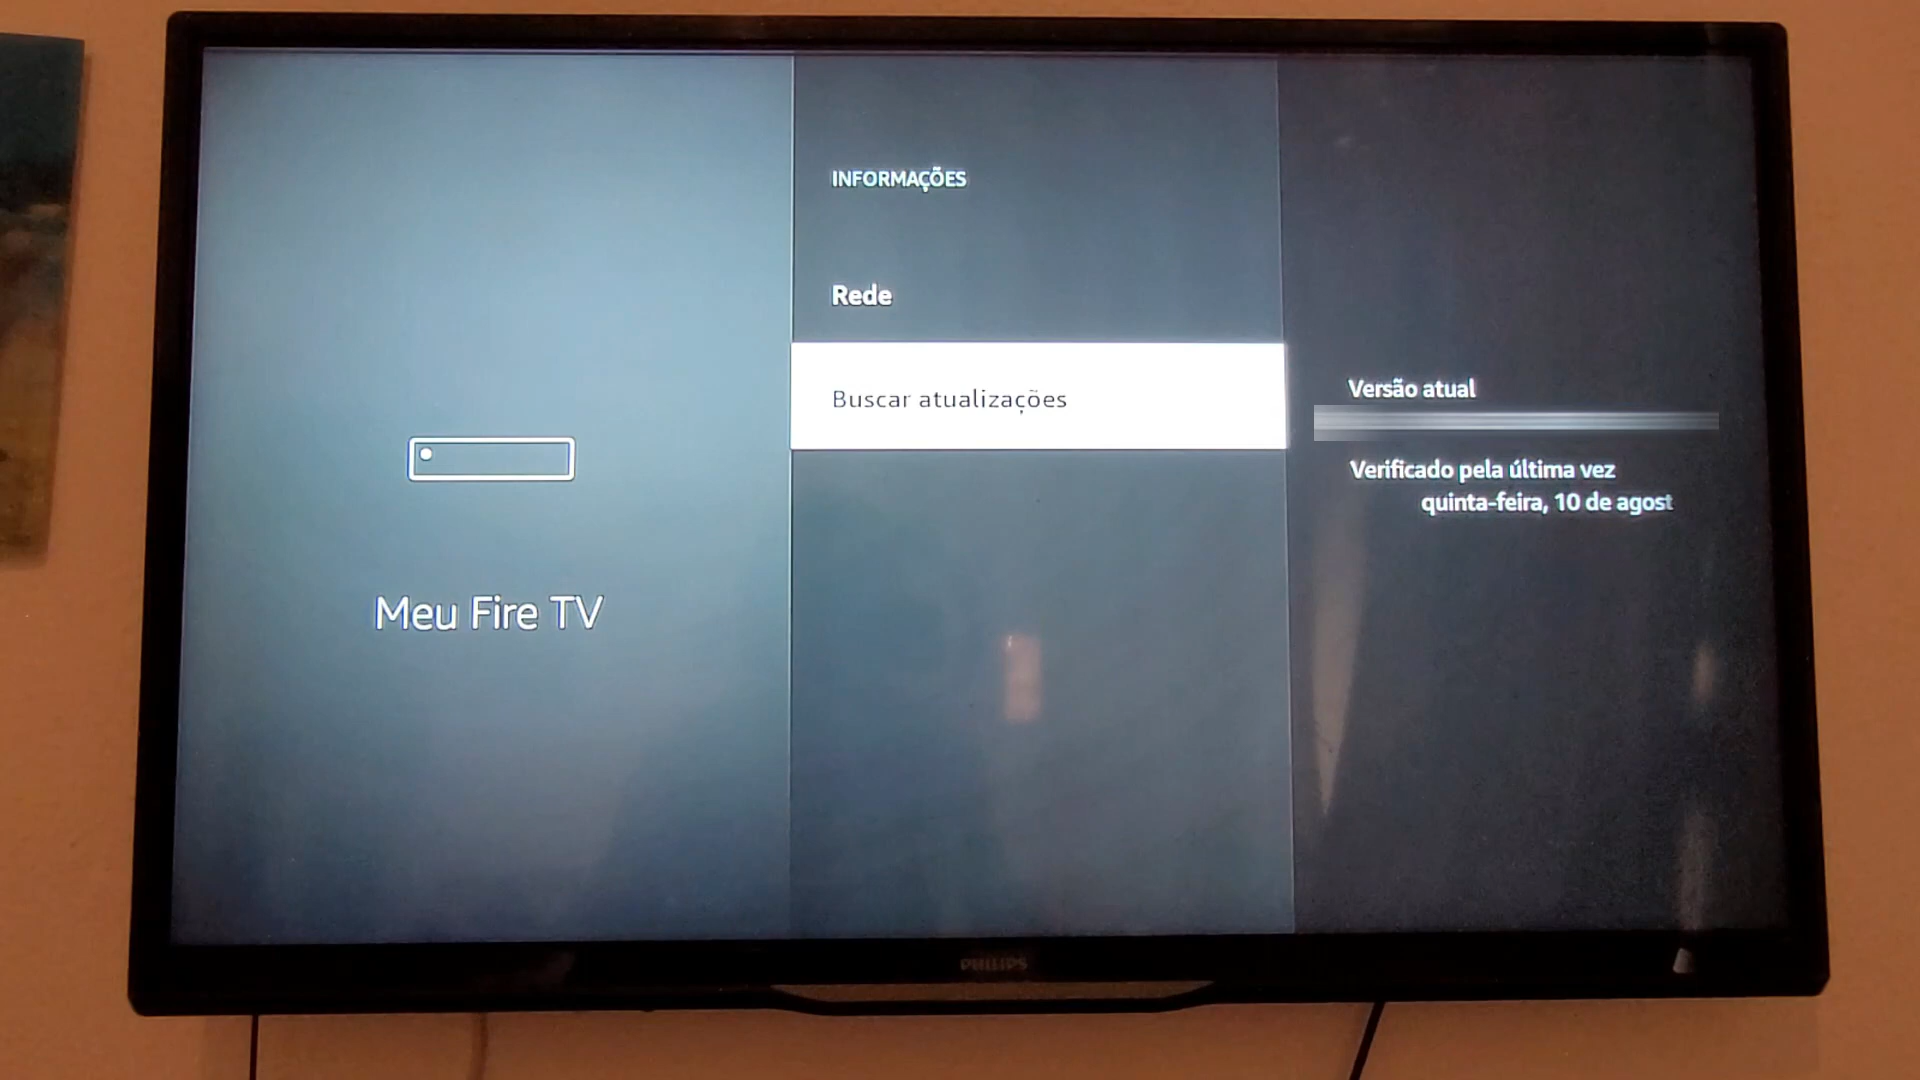 INFORMAÇÕES
Rede
Buscar atualizações
Meu Fire TV
Versão atual
Verificado pela última vez
quinta-feira, 10 de agost
PHILIPS